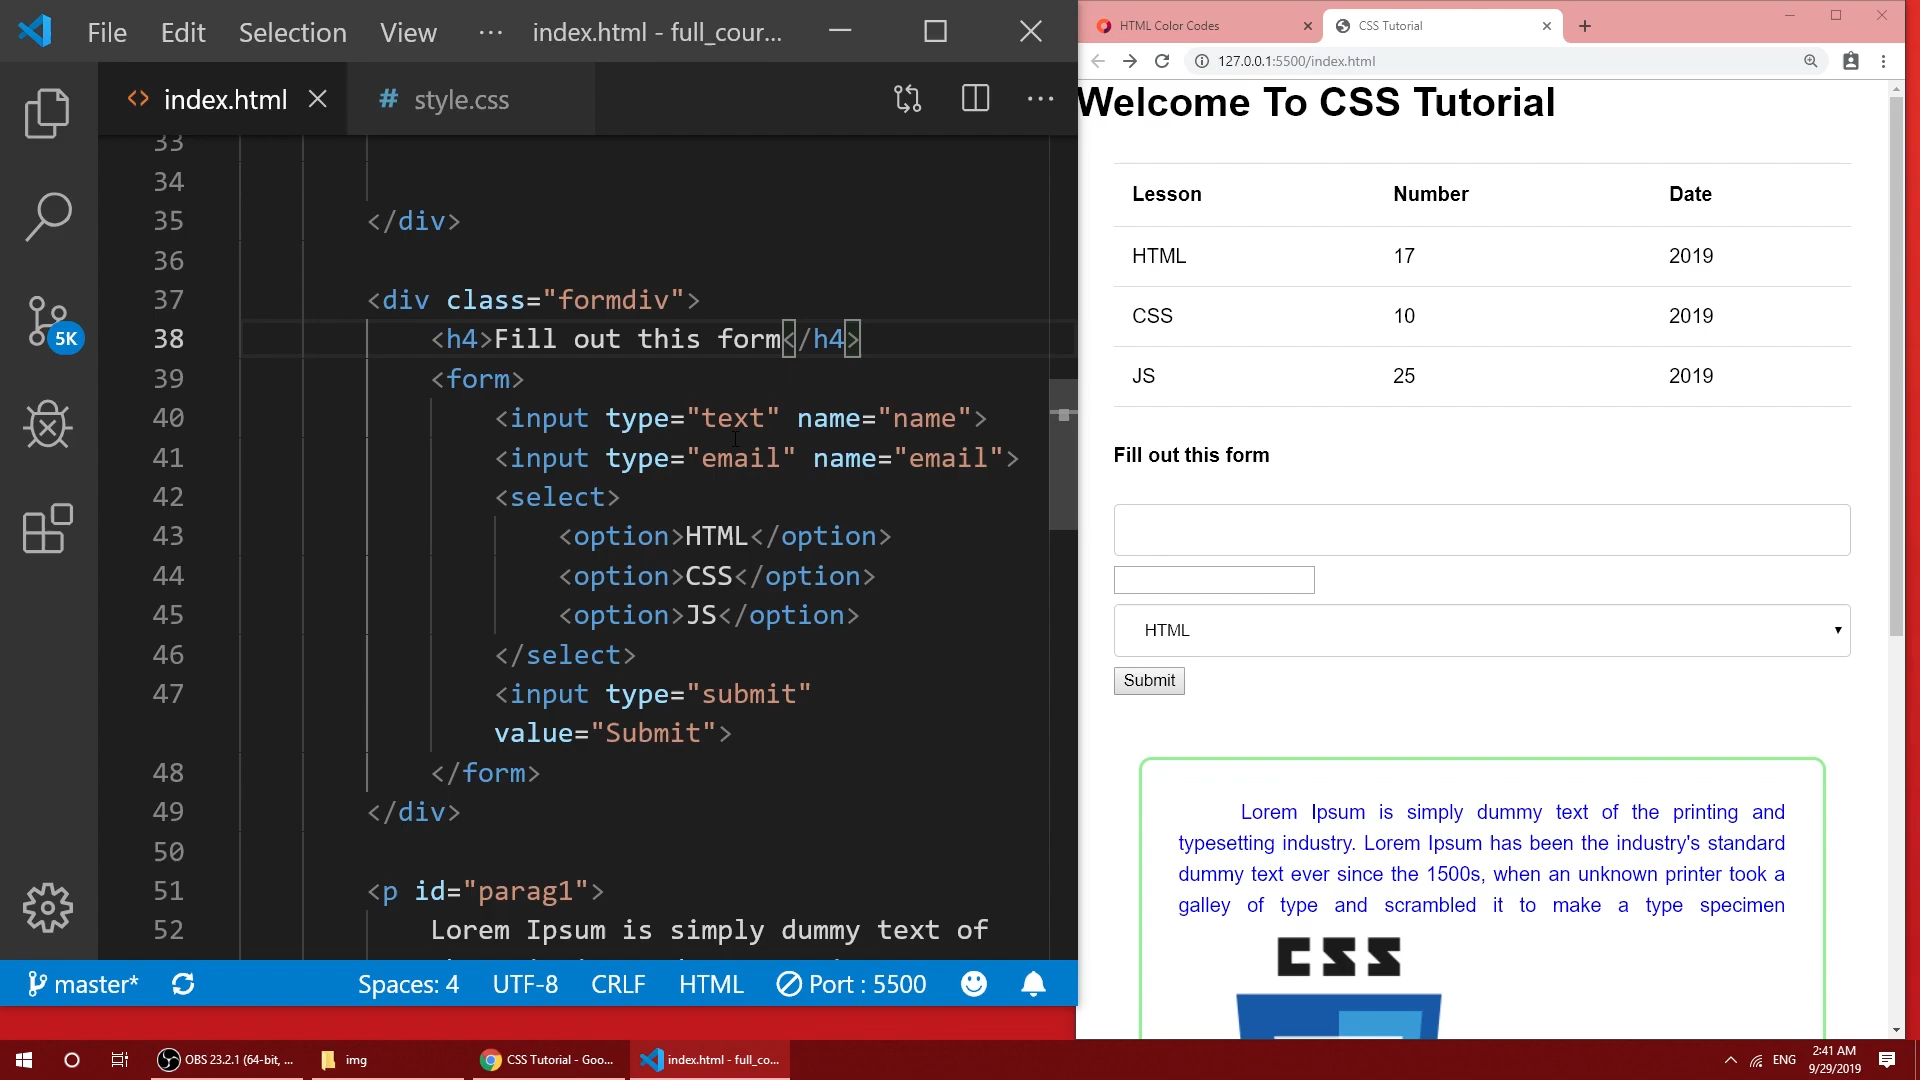 File Edit Selection View ··· index.html - full_cour...
index.html
# style.css
33
34
35 </div>
36
37 <div class="formdiv">
38 <h4>Fill out this form</h4>
39 <form>
40 <input type="text" name="name">
41 <input type="email" name="email">
42 <select>
43 <option>HTML</option>
44 <option>CSS</option>
45 <option>JS</option>
46 </select>
47 <input type="submit"
value="Submit">
48 </form>
49 </div>
50
51 <p id="parag1">
52 Lorem Ipsum is simply dummy text of
5K
master* Spaces: 4 UTF-8 CRLF HTML Port : 5500
HTML Color Codes
CSS Tutorial
127.0.0.1:5500/index.html
Welcome To CSS Tutorial
Lesson Number Date
HTML 17 2019
CSS 10 2019
JS 25 2019
Fill out this form
HTML
Submit
Lorem Ipsum is simply dummy text of the printing and
typesetting industry. Lorem Ipsum has been the industry's standard
dummy text ever since the 1500s, when an unknown printer took a
galley of type and scrambled it to make a type specimen
CSS
OBS 23.2.1 (64-bit, ...
img
CSS Tutorial - Goo...
index.html - full_co...
ENG
2:41 AM
9/29/2019